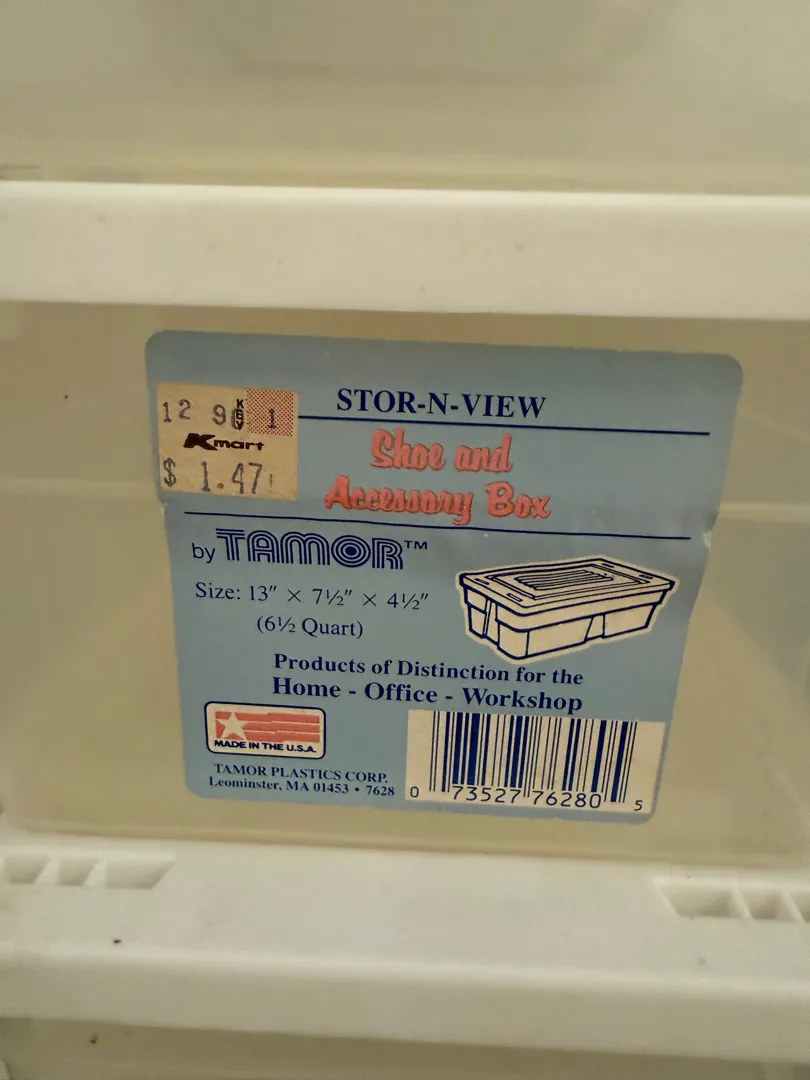 STOR-N-VIEW
12 90 KEY 1
Kmart
$ 1.47
Shoe and
Accessory Box
by TAMOR™
Size: 13" × 7½" × 4½"
(6½ Quart)
Products of Distinction for the
Home - Office - Workshop
MADE IN THE U.S.A.
TAMOR PLASTICS CORP.
Leominster, MA 01453 • 7628
0 73527 76280 5